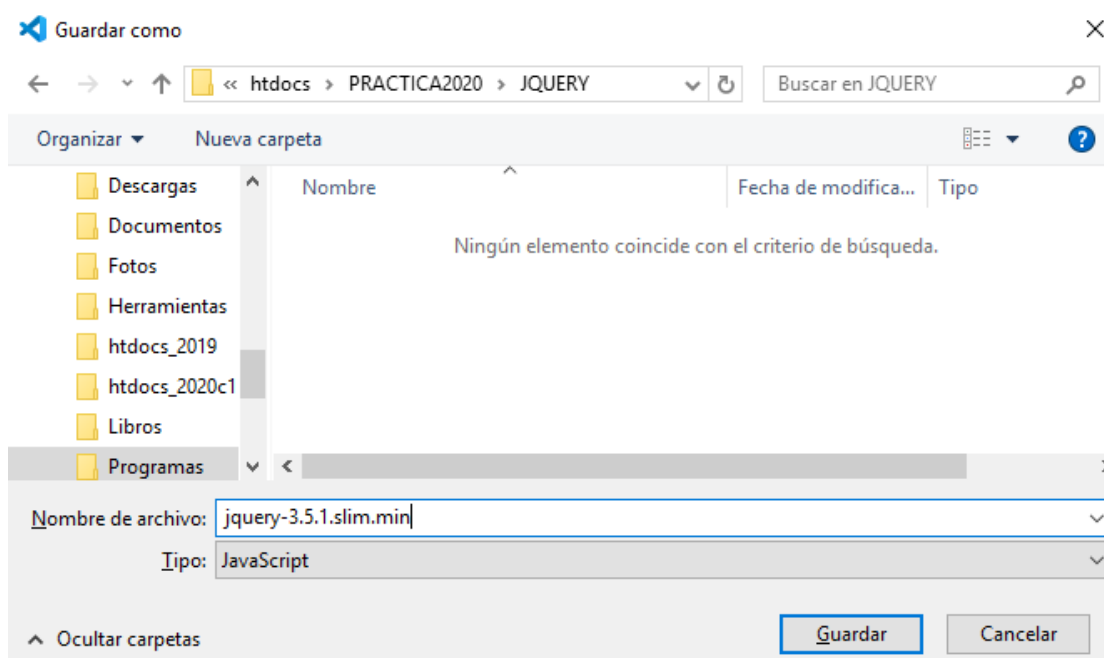 Guardar como
« htdocs > PRACTICA2020 > JQUERY
Buscar en JQUERY
Organizar
Nueva carpeta
Nombre
Fecha de modifica...
Tipo
Descargas
Documentos
Fotos
Herramientas
htdocs_2019
htdocs_2020c1
Libros
Programas
Ningún elemento coincide con el criterio de búsqueda.
Nombre de archivo: jquery-3.5.1.slim.min
Tipo: JavaScript
Ocultar carpetas
Guardar
Cancelar